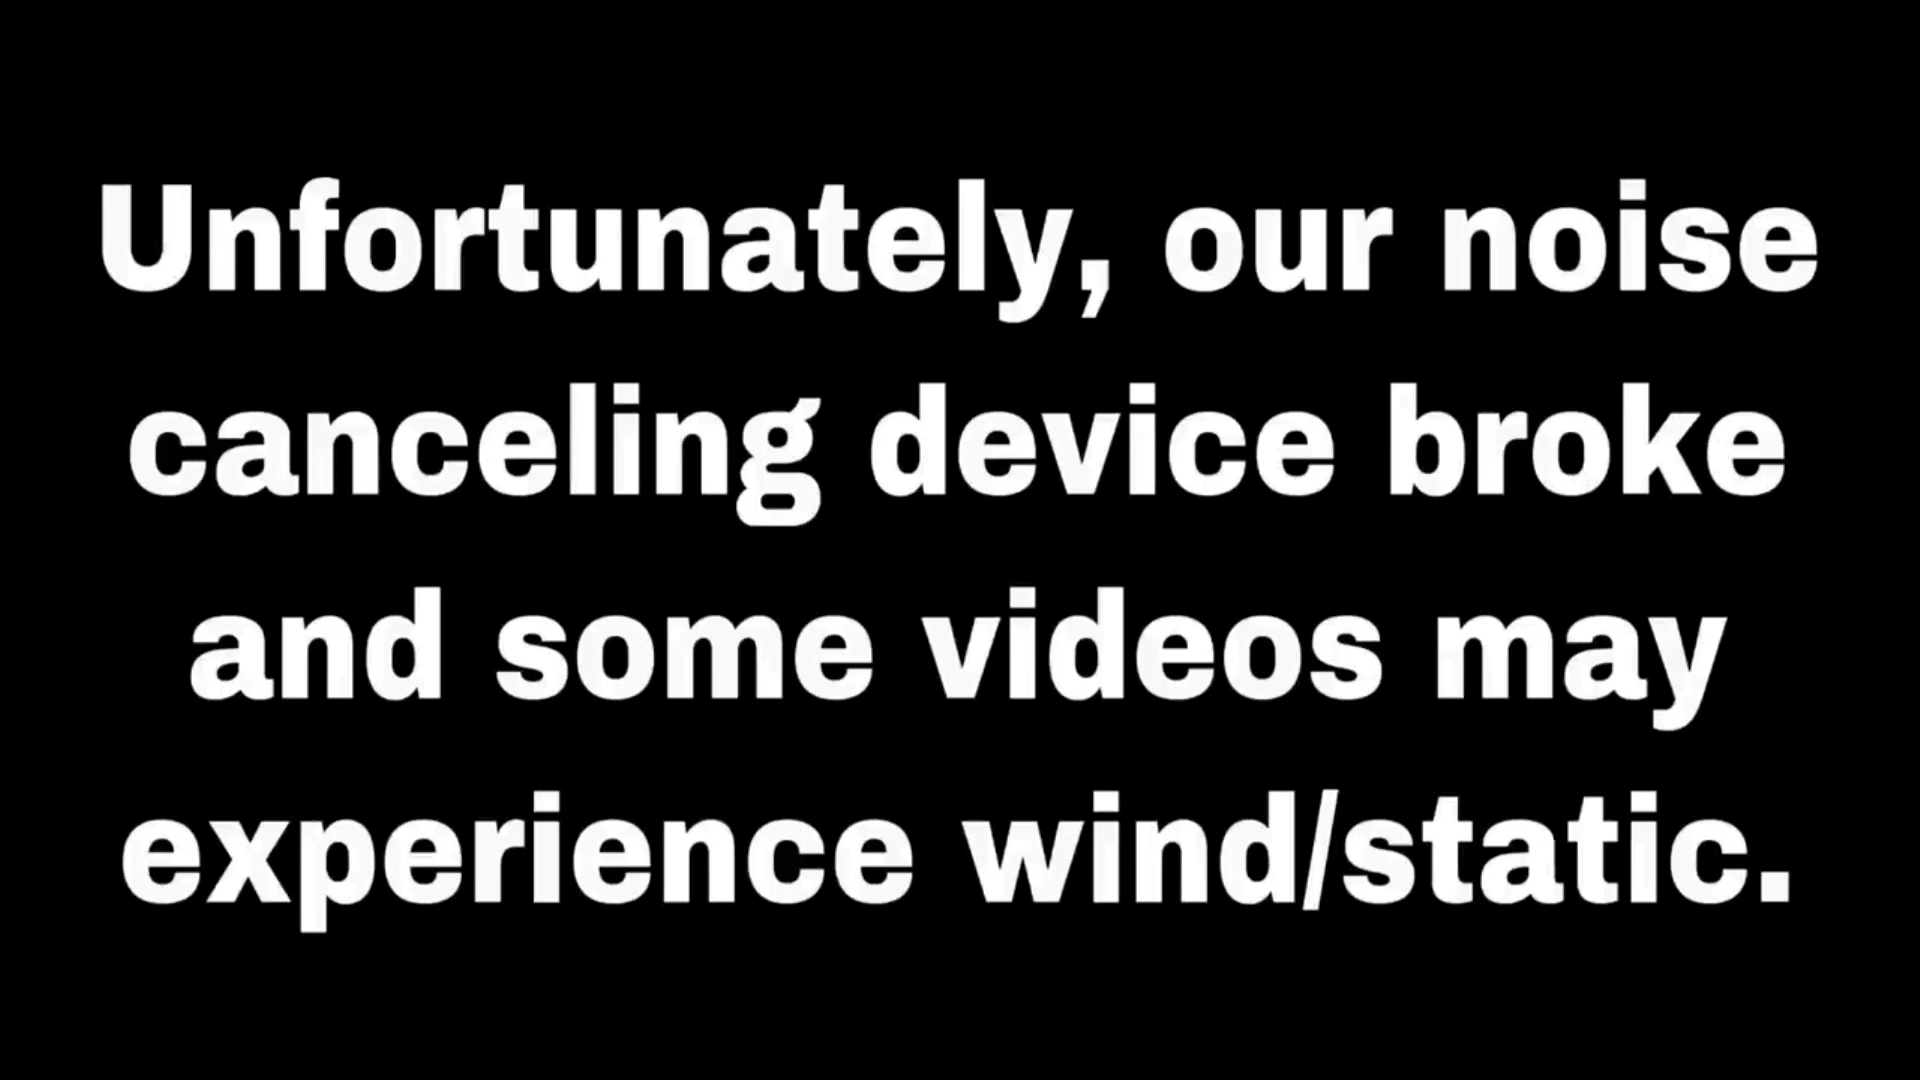 Unfortunately, our noise
canceling device broke
and some videos may
experience wind/static.